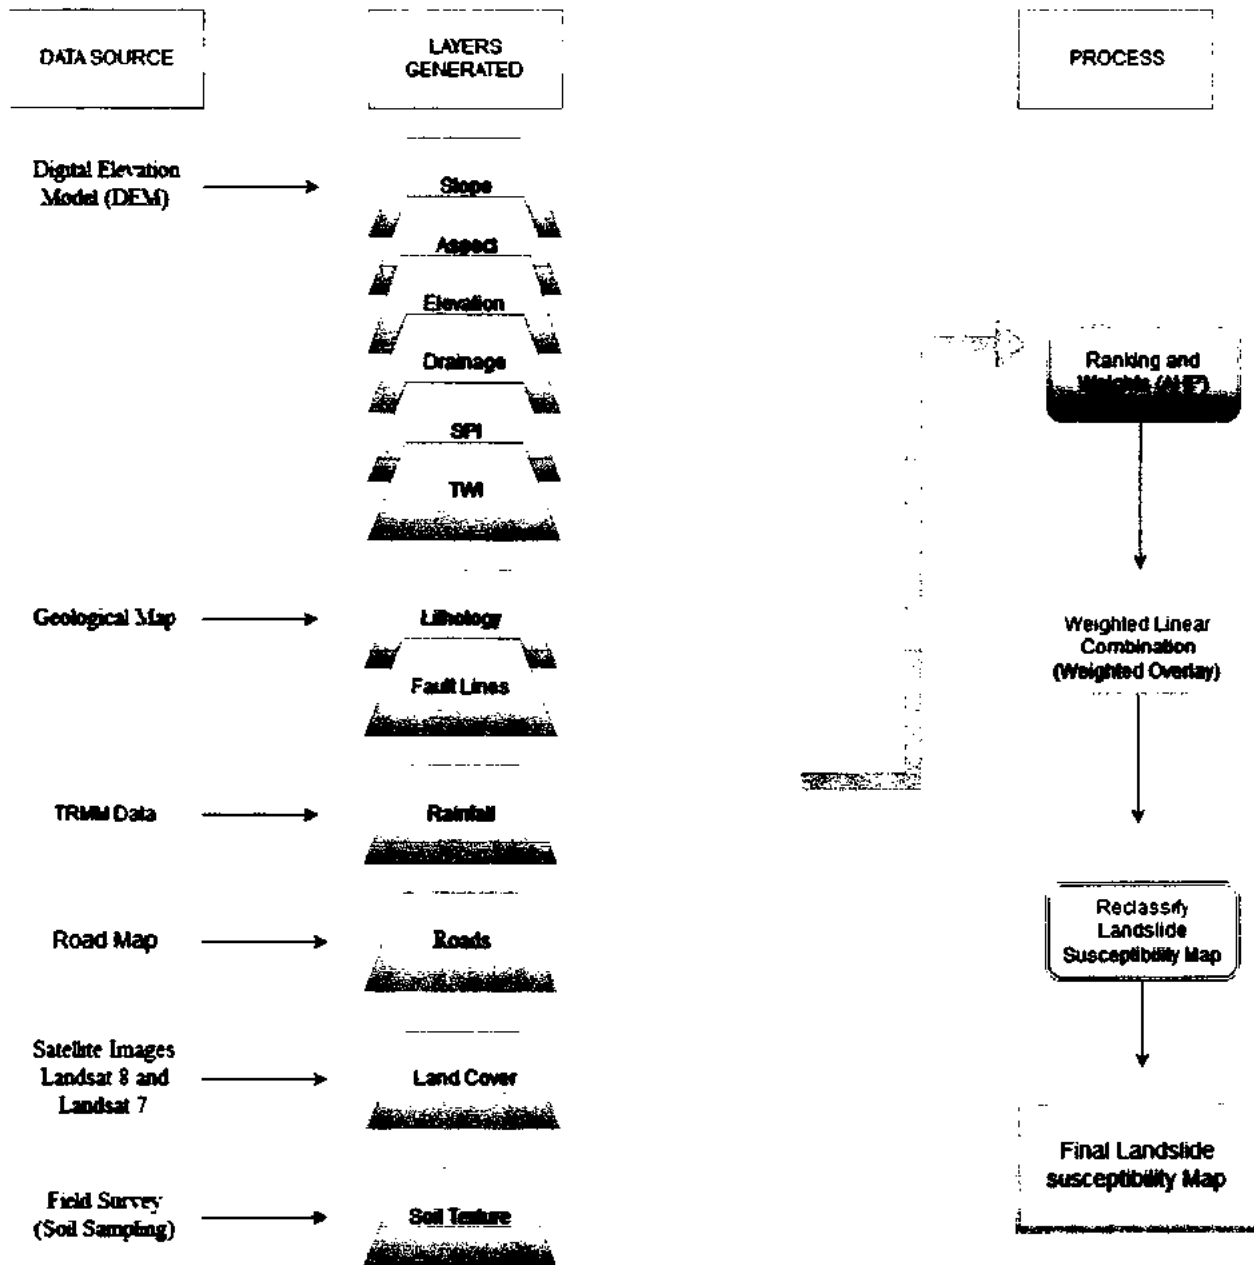 DATA SOURCE
LAYERS
GENERATED
PROCESS
Digital Elevation
Model (DEM)
Slope
Aspect
Elevation
Drainage
SPI
TWI
Geological Map
Lithology
Fault Lines
TRMM Data
Rainfall
Road Map
Roads
Satellite Images
Landsat 8 and
Landsat 7
Land Cover
Field Survey
(Soil Sampling)
Soil Texture
Ranking and
Weights (AHP)
Weighted Linear
Combination
(Weighted Overlay)
Reclassify
Landslide
Susceptibility Map
Final Landslide
susceptibility Map